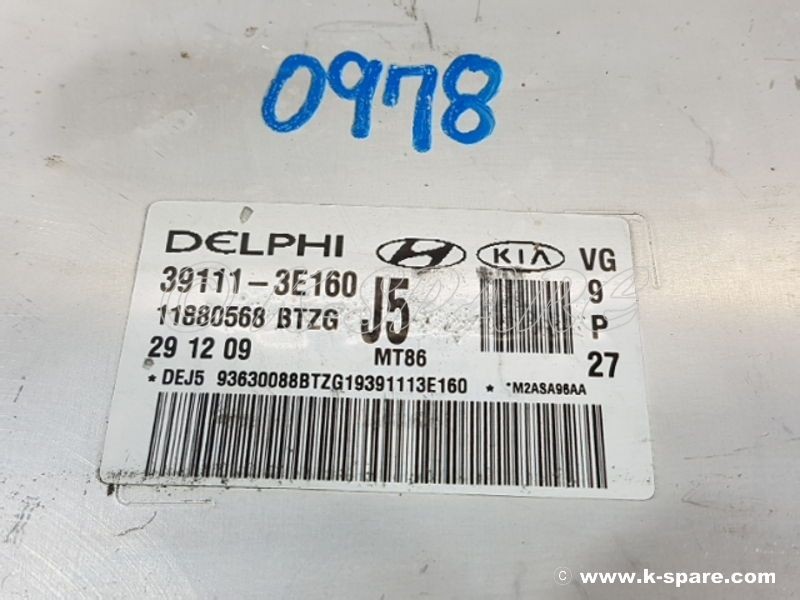 0978
DELPHI KIA VG
39111-3E160 J5 9
11880568 BTZG P
29 12 09 MT86 27
* DEJ5 93630088BTZG19391113E160 * *M2ASA96AA
© www.k-spare.com